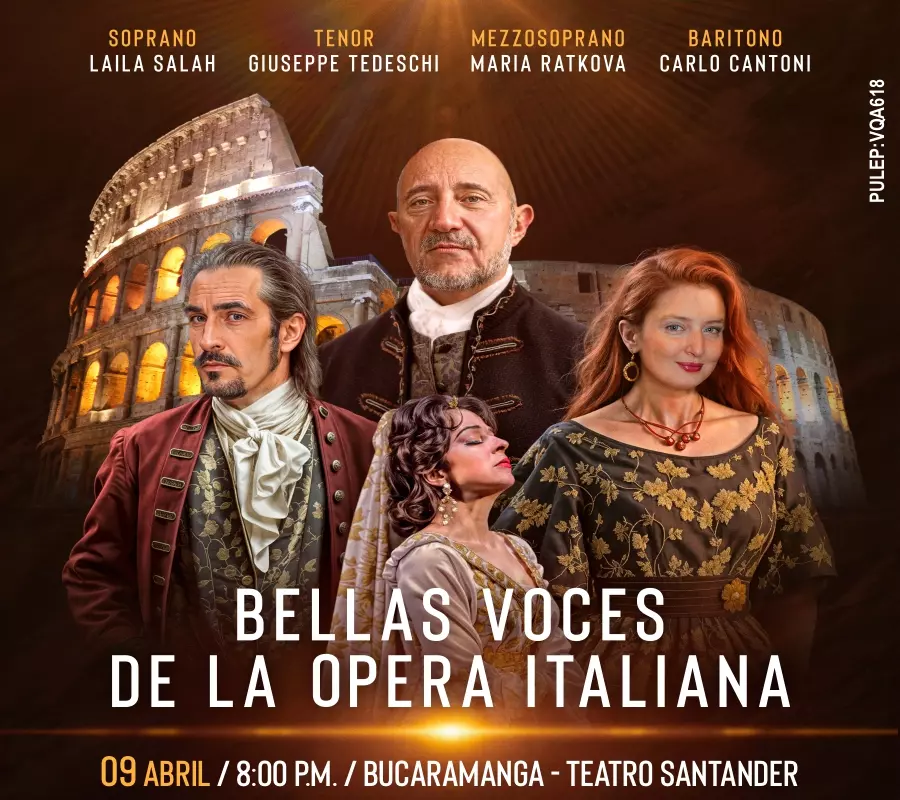 SOPRANO
LAILA SALAH
TENOR
GIUSEPPE TEDESCHI
MEZZOSOPRANO
MARIA RATKOVA
BARITONO
CARLO CANTONI
PULEP:VQA618
BELLAS VOCES
DE LA OPERA ITALIANA
09 ABRIL / 8:00 P.M. / BUCARAMANGA - TEATRO SANTANDER